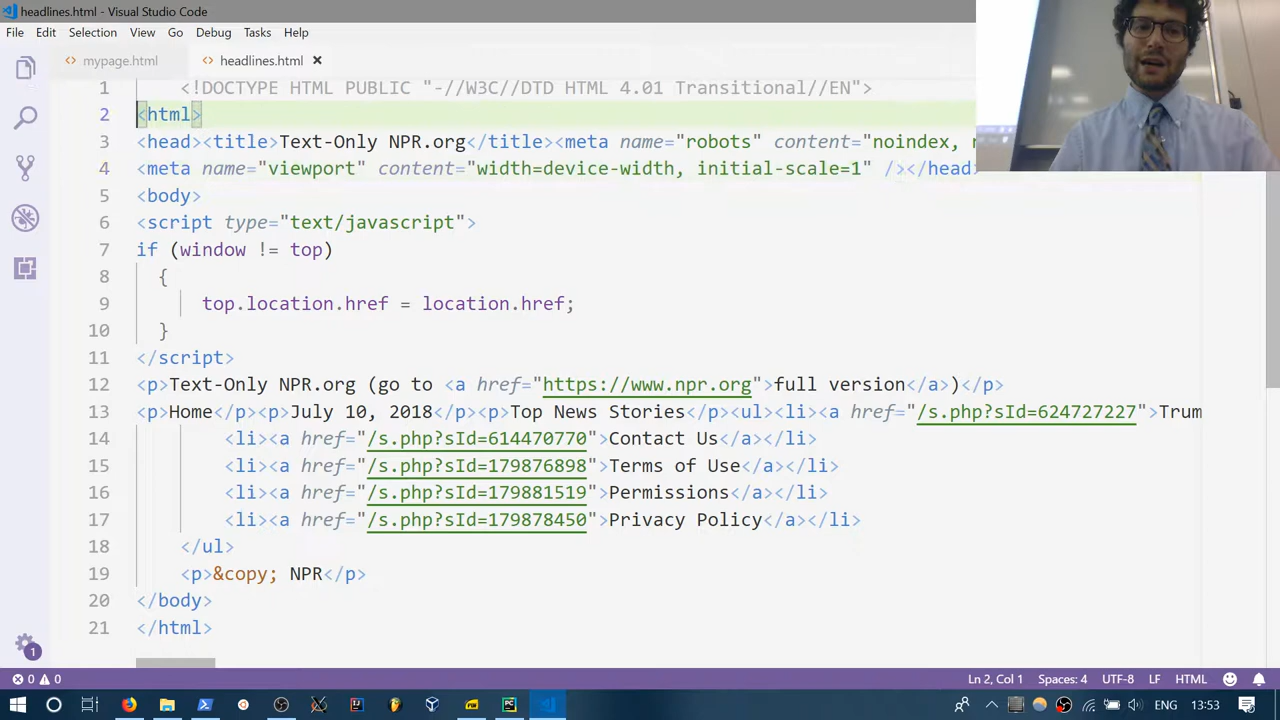 headlines.html - Visual Studio Code
File Edit Selection View Go Debug Tasks Help
mypage.html headlines.html
1 <!DOCTYPE HTML PUBLIC "-//W3C//DTD HTML 4.01 Transitional//EN">
2 <html>
3 <head><title>Text-Only NPR.org</title><meta name="robots" content="noindex,
4 <meta name="viewport" content="width=device-width, initial-scale=1" /></head>
5 <body>
6 <script type="text/javascript">
7 if (window != top)
8 {
9 top.location.href = location.href;
10 }
11 </script>
12 <p>Text-Only NPR.org (go to <a href="https://www.npr.org">full version</a>)</p>
13 <p>Home</p><p>July 10, 2018</p><p>Top News Stories</p><ul><li><a href="/s.php?sId=624727227">Trum
14 <li><a href="/s.php?sId=614470770">Contact Us</a></li>
15 <li><a href="/s.php?sId=179876898">Terms of Use</a></li>
16 <li><a href="/s.php?sId=179881519">Permissions</a></li>
17 <li><a href="/s.php?sId=179878450">Privacy Policy</a></li>
18 </ul>
19 <p>&copy; NPR</p>
20 </body>
21 </html>
1
0 0 Ln 2, Col 1 Spaces: 4 UTF-8 LF HTML
ENG 13:53